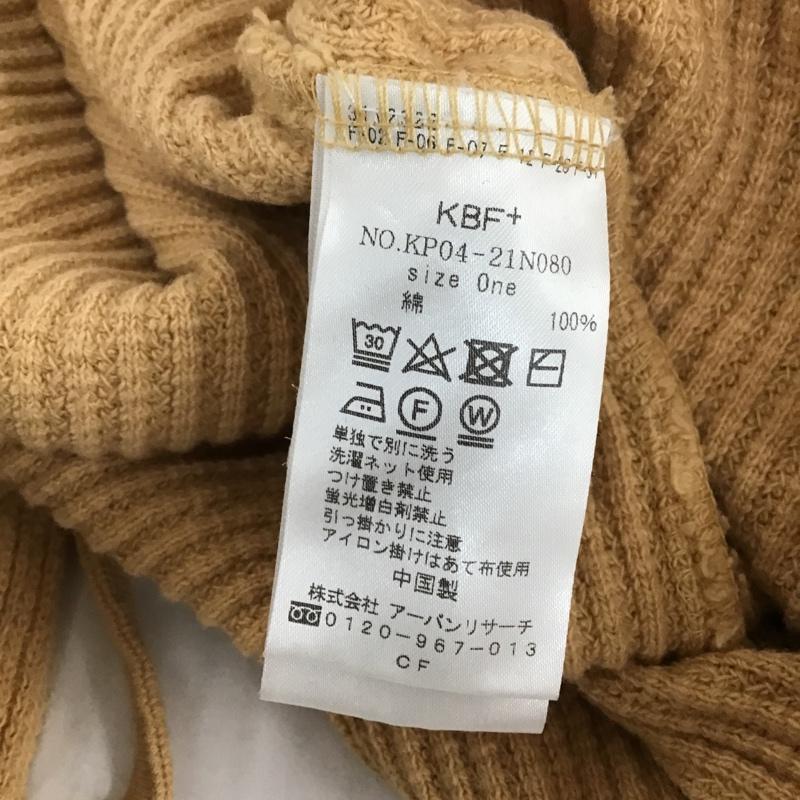 KBF+
NO.KP04-21N080
size One
綿 100%
30
F W
単独で別に洗う
洗濯ネット使用
つけ置き禁止
蛍光増白剤禁止
引っ掛かりに注意
アイロン掛けはあて布使用
中国製
株式会社 アーバンリサーチ
0120-967-013
CF